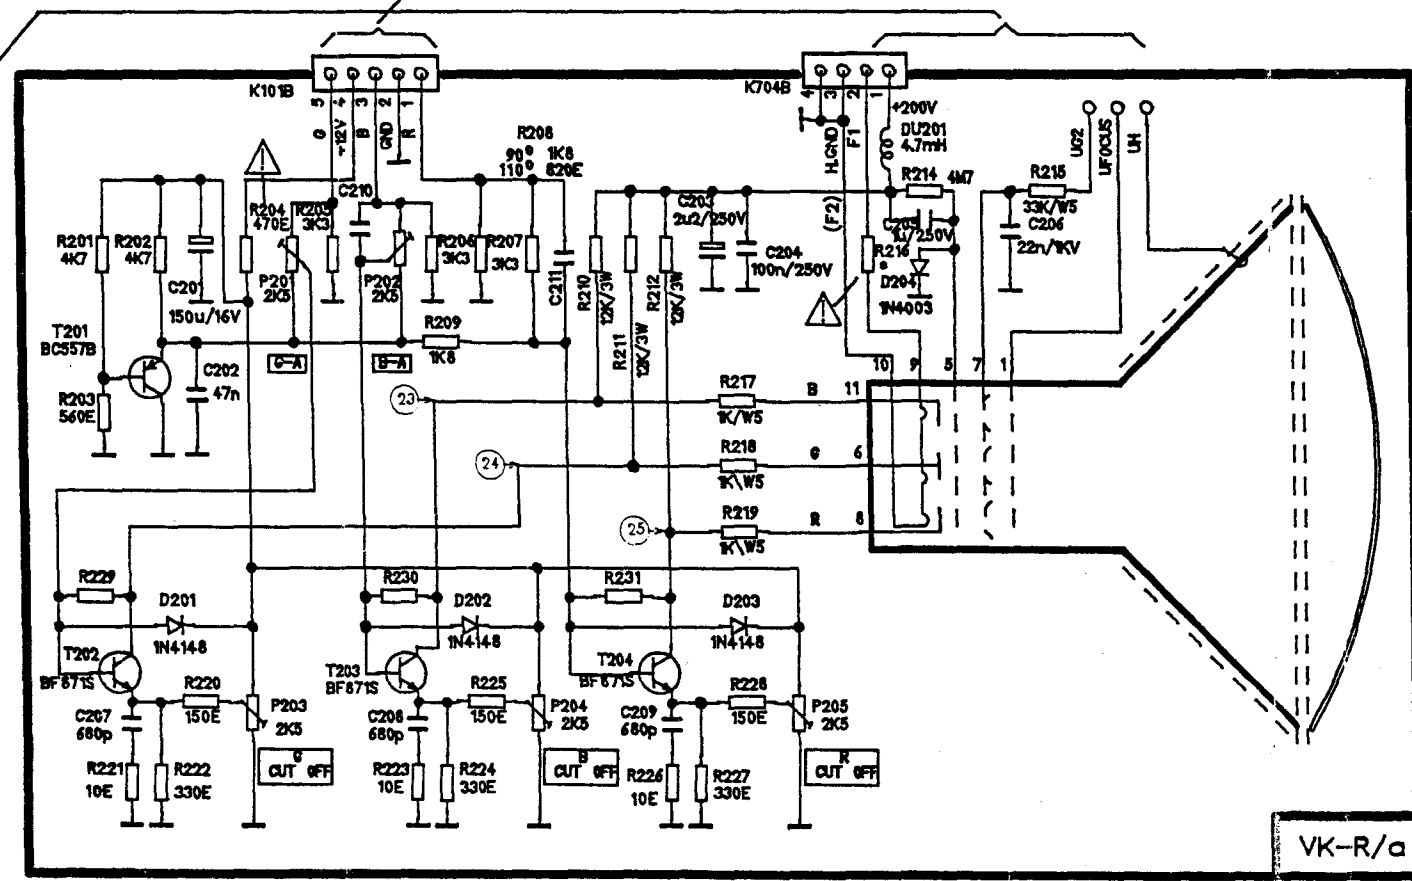 K101B
5
4
3
2
1
G
+12V
B
GND
R
K704B
4
3
2
1
H.GND
F1
(F2)
+200V
DU201
4.7mH
UG2
UFOCUS
UH
R208
90° 1K8
110° 820E
C210
R201
4K7
R202
4K7
C201
150u/16V
R204
470E
R205
3K3
P201
2K5
P202
2K5
R206
3K3
R207
3K3
C211
R209
1K8
R210
12K/3W
R211
12K/3W
R212
12K/3W
C203
2u2/250V
C204
100n/250V
R214 4M7
C205
1u/250V
R216
D204
1N4003
R215
33K/W5
C206
22n/1KV
T201
BC557B
C202
47n
R203
560E
G-A
B-A
10
9
5
7
1
23
24
25
R217
1K/W5
B
11
R218
1K\W5
G
6
R219
1K\W5
R
8
R229
R230
R231
D201
1N4148
D202
1N4148
D203
1N4148
T202
BF871S
T203
BF871S
T204
BF871S
R220
150E
R225
150E
R228
150E
C207
680p
C208
680p
C209
680p
P203
2K5
P204
2K5
P205
2K5
R221
10E
R222
330E
R223
10E
R224
330E
R226
10E
R227
330E
G
CUT OFF
B
CUT OFF
R
CUT OFF
VK-R/a